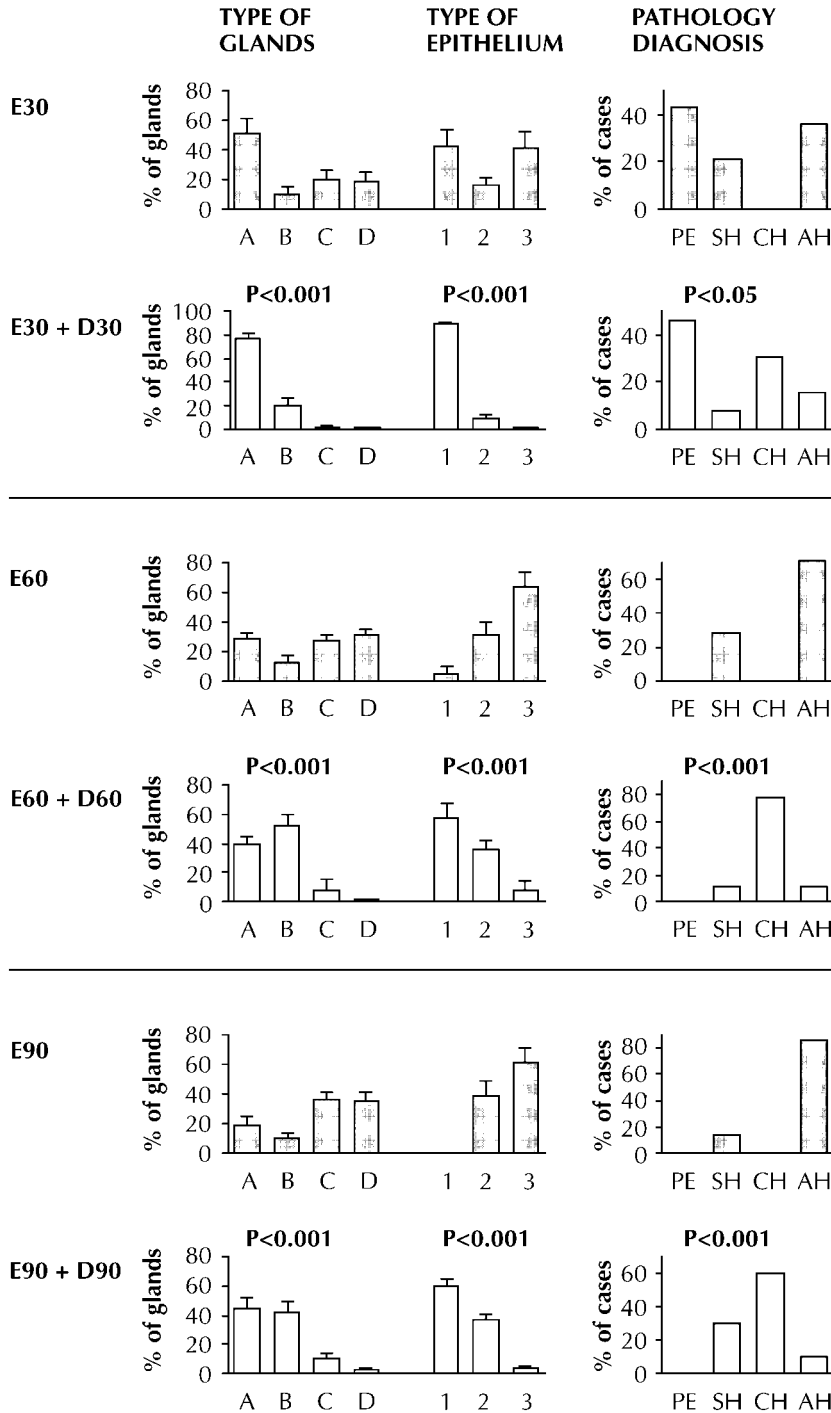 TYPE OF GLANDS
TYPE OF EPITHELIUM
PATHOLOGY DIAGNOSIS
E30
% of glands
80
60
40
20
0
A B C D
1 2 3
% of cases
40
20
0
PE SH CH AH
E30 + D30
P<0.001
P<0.001
P<0.05
% of glands
100
80
60
40
20
0
A B C D
1 2 3
% of cases
40
20
0
PE SH CH AH
E60
% of glands
80
60
40
20
0
A B C D
1 2 3
% of cases
60
40
20
0
PE SH CH AH
E60 + D60
P<0.001
P<0.001
P<0.001
% of glands
80
60
40
20
0
A B C D
1 2 3
% of cases
80
60
40
20
0
PE SH CH AH
E90
% of glands
80
60
40
20
0
A B C D
1 2 3
% of cases
80
60
40
20
0
PE SH CH AH
E90 + D90
P<0.001
P<0.001
P<0.001
% of glands
80
60
40
20
0
A B C D
1 2 3
% of cases
60
40
20
0
PE SH CH AH